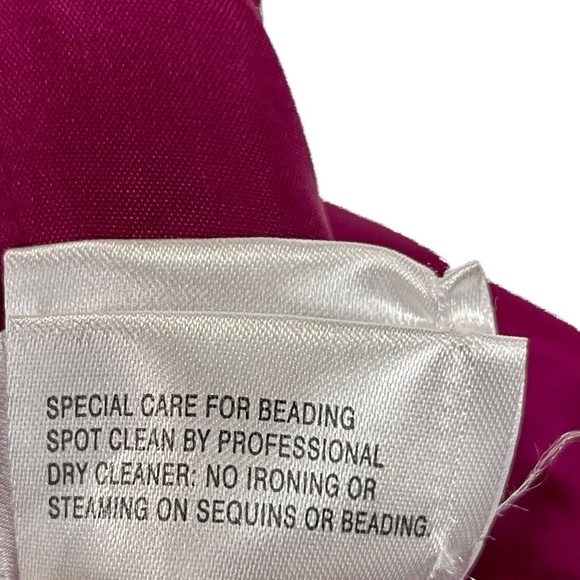 SPECIAL CARE FOR BEADING
SPOT CLEAN BY PROFESSIONAL
DRY CLEANER: NO IRONING OR
STEAMING ON SEQUINS OR BEADING.